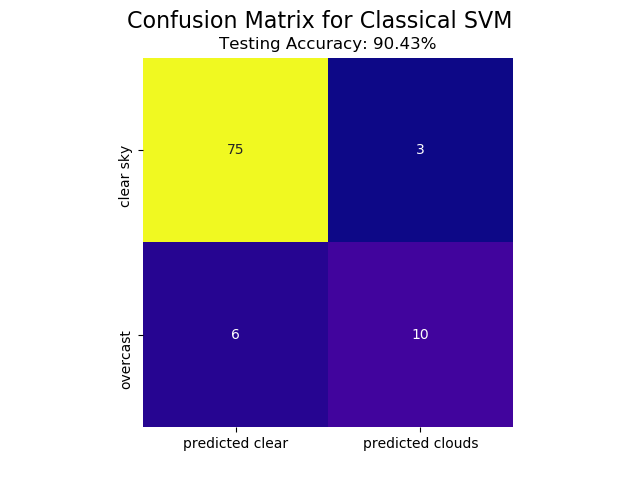 Confusion Matrix for Classical SVM
Testing Accuracy: 90.43%
clear sky
75
3
overcast
6
10
predicted clear
predicted clouds